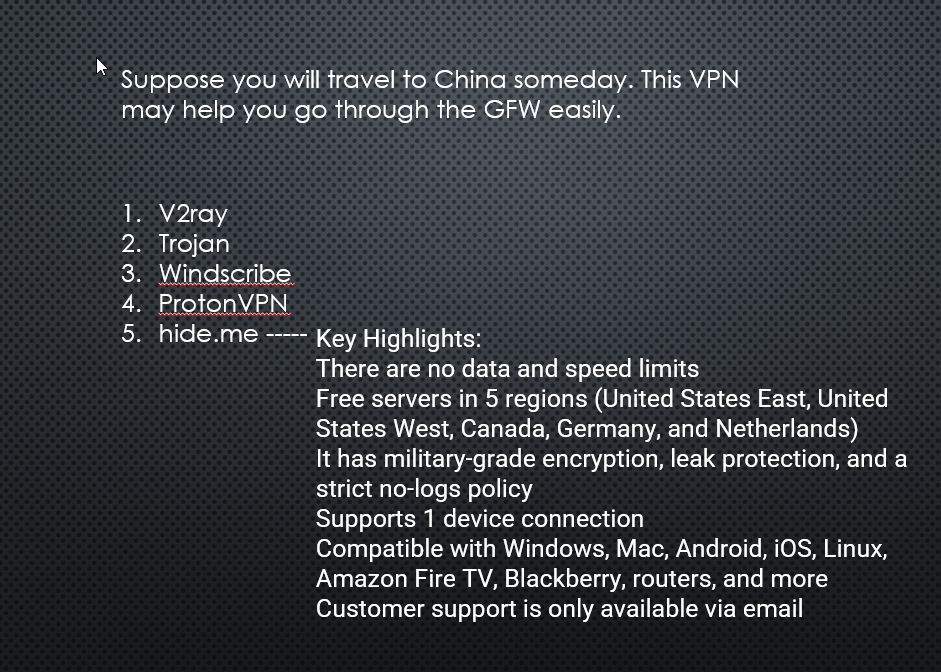 Suppose you will travel to China someday. This VPN
may help you go through the GFW easily.
1. V2ray
2. Trojan
3. Windscribe
4. ProtonVPN
5. hide.me ----- Key Highlights:
There are no data and speed limits
Free servers in 5 regions (United States East, United
States West, Canada, Germany, and Netherlands)
It has military-grade encryption, leak protection, and a
strict no-logs policy
Supports 1 device connection
Compatible with Windows, Mac, Android, iOS, Linux,
Amazon Fire TV, Blackberry, routers, and more
Customer support is only available via email